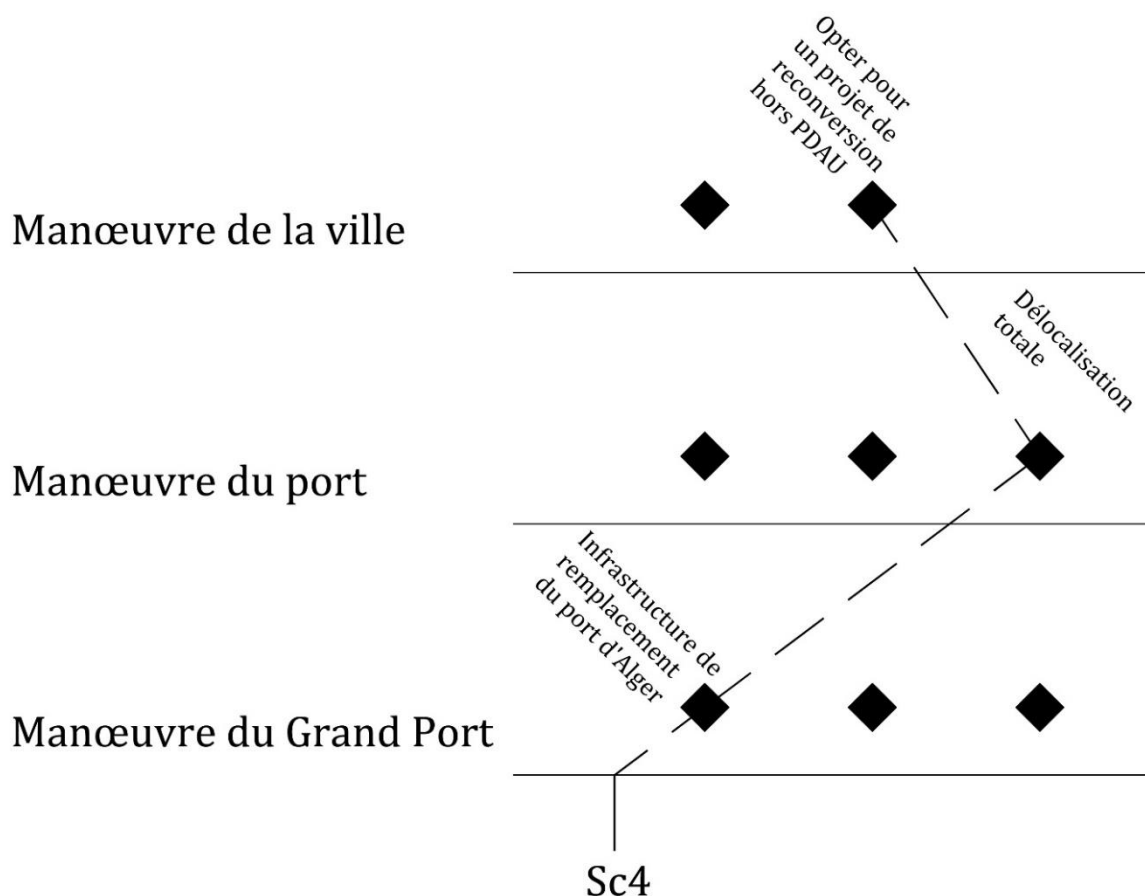 Opter pour
un projet de
reconversion
hors PDAU
Manœuvre de la ville
Délocalisation
totale
Manœuvre du port
Infrastructure de
remplacement
du port d'Alger
Manœuvre du Grand Port
Sc4